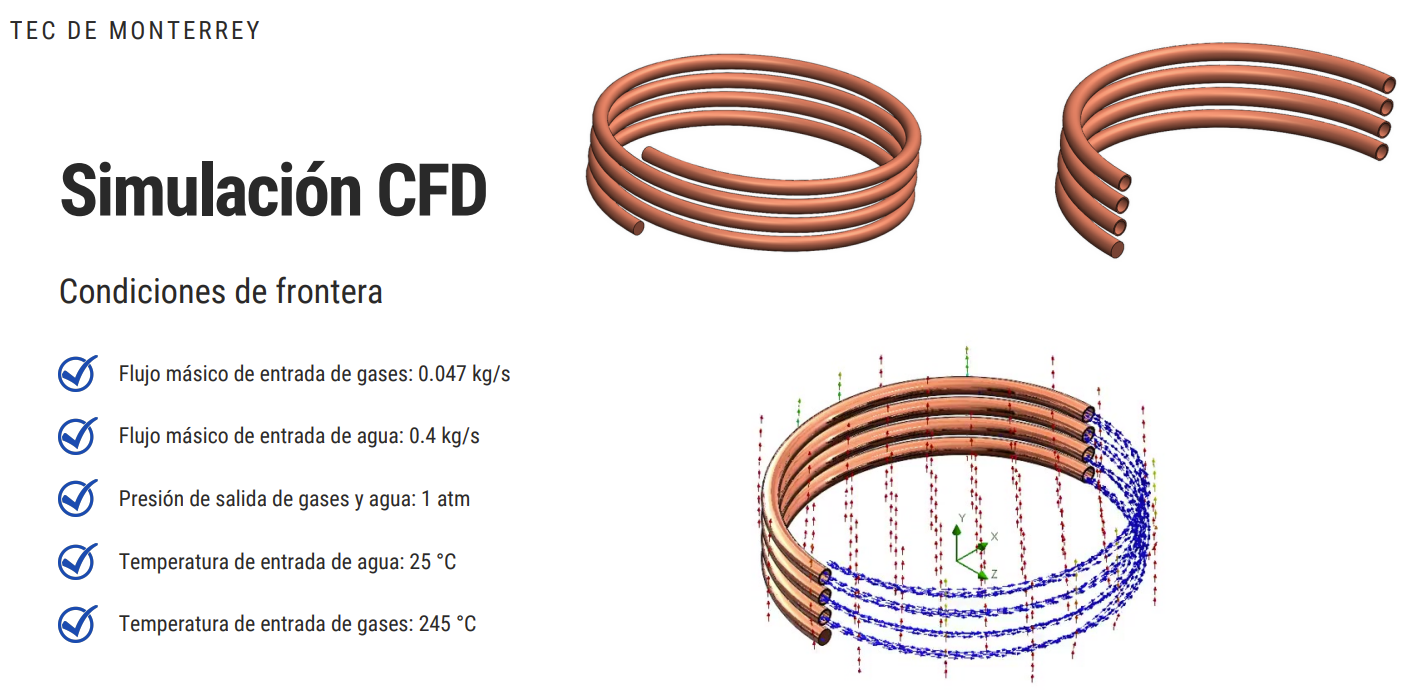 TEC DE MONTERREY
Simulación CFD
Condiciones de frontera
Flujo másico de entrada de gases: 0.047 kg/s
Flujo másico de entrada de agua: 0.4 kg/s
Presión de salida de gases y agua: 1 atm
Temperatura de entrada de agua: 25 °C
Temperatura de entrada de gases: 245 °C
Y
X
Z